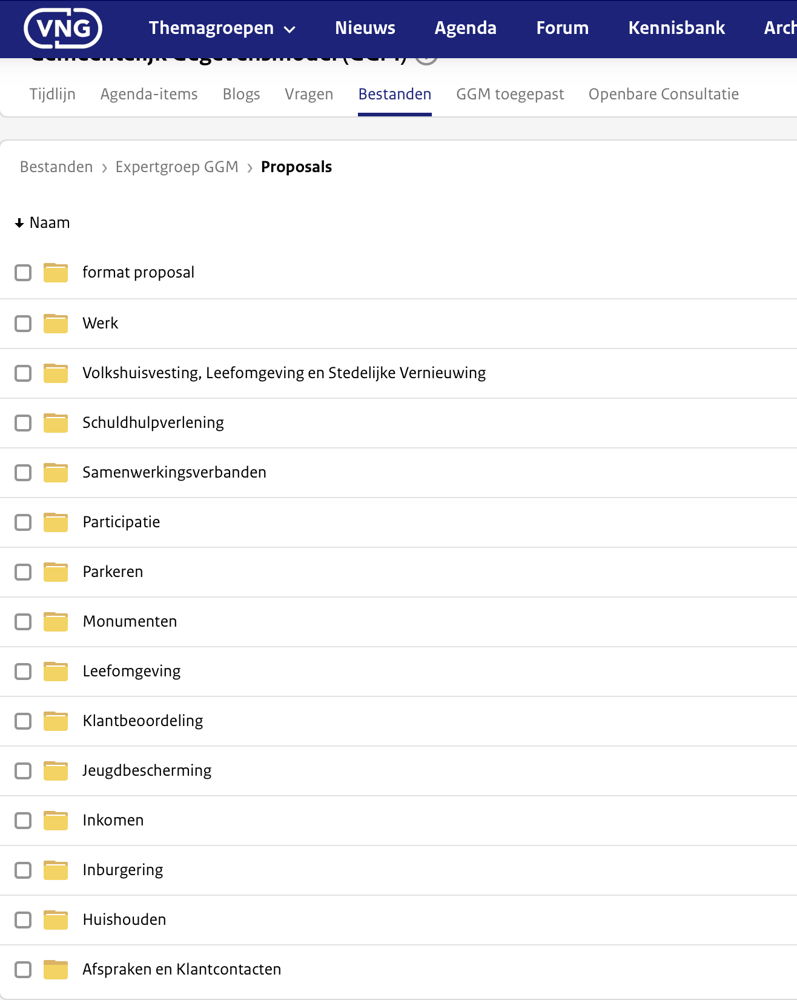 VNG Themagroepen Nieuws Agenda Forum Kennisbank Arch
Tijdlijn Agenda-items Blogs Vragen Bestanden GGM toegepast Openbare Consultatie
Bestanden › Expertgroep GGM › Proposals
Naam
format proposal
Werk
Volkshuisvesting, Leefomgeving en Stedelijke Vernieuwing
Schuldhulpverlening
Samenwerkingsverbanden
Participatie
Parkeren
Monumenten
Leefomgeving
Klantbeoordeling
Jeugdbescherming
Inkomen
Inburgering
Huishouden
Afspraken en Klantcontacten